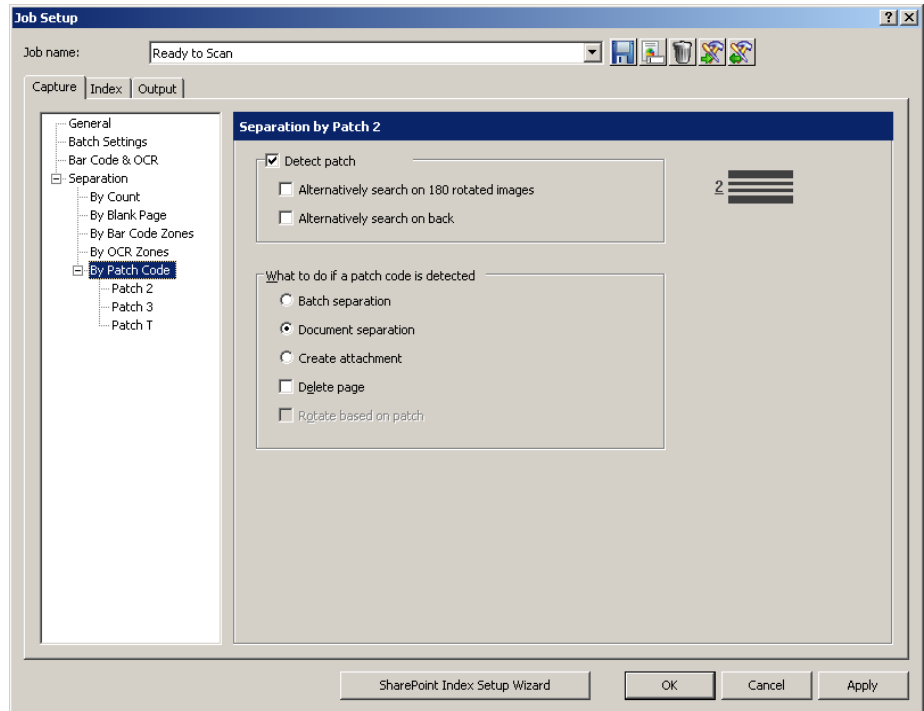 Job Setup
Job name: Ready to Scan
Capture Index Output
General
Batch Settings
Bar Code & OCR
Separation
By Count
By Blank Page
By Bar Code Zones
By OCR Zones
By Patch Code
Patch 2
Patch 3
Patch T
Separation by Patch 2
Detect patch
Alternatively search on 180 rotated images
Alternatively search on back
2
What to do if a patch code is detected
Batch separation
Document separation
Create attachment
Delete page
Rotate based on patch
SharePoint Index Setup Wizard OK Cancel Apply